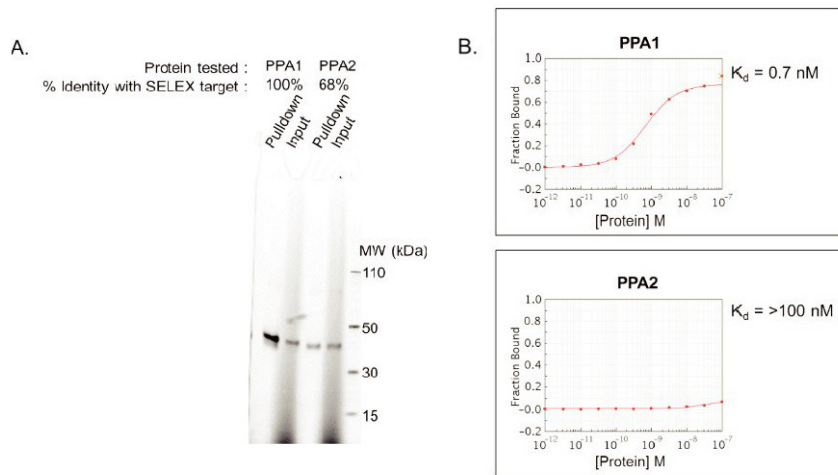 A.
Protein tested : PPA1 PPA2
% Identity with SELEX target : 100% 68%
Pulldown Input Pulldown Input
MW (kDa)
110
50
30
15
B.
PPA1
K_d = 0.7 nM
Fraction Bound
1.0
0.8
0.6
0.4
0.2
-0.0
-0.2
10^-12 10^-11 10^-10 10^-9 10^-8 10^-7
[Protein] M
PPA2
K_d = >100 nM
Fraction Bound
1.0
0.8
0.6
0.4
0.2
0.0
-0.2
10^-12 10^-11 10^-10 10^-9 10^-8 10^-7
[Protein] M